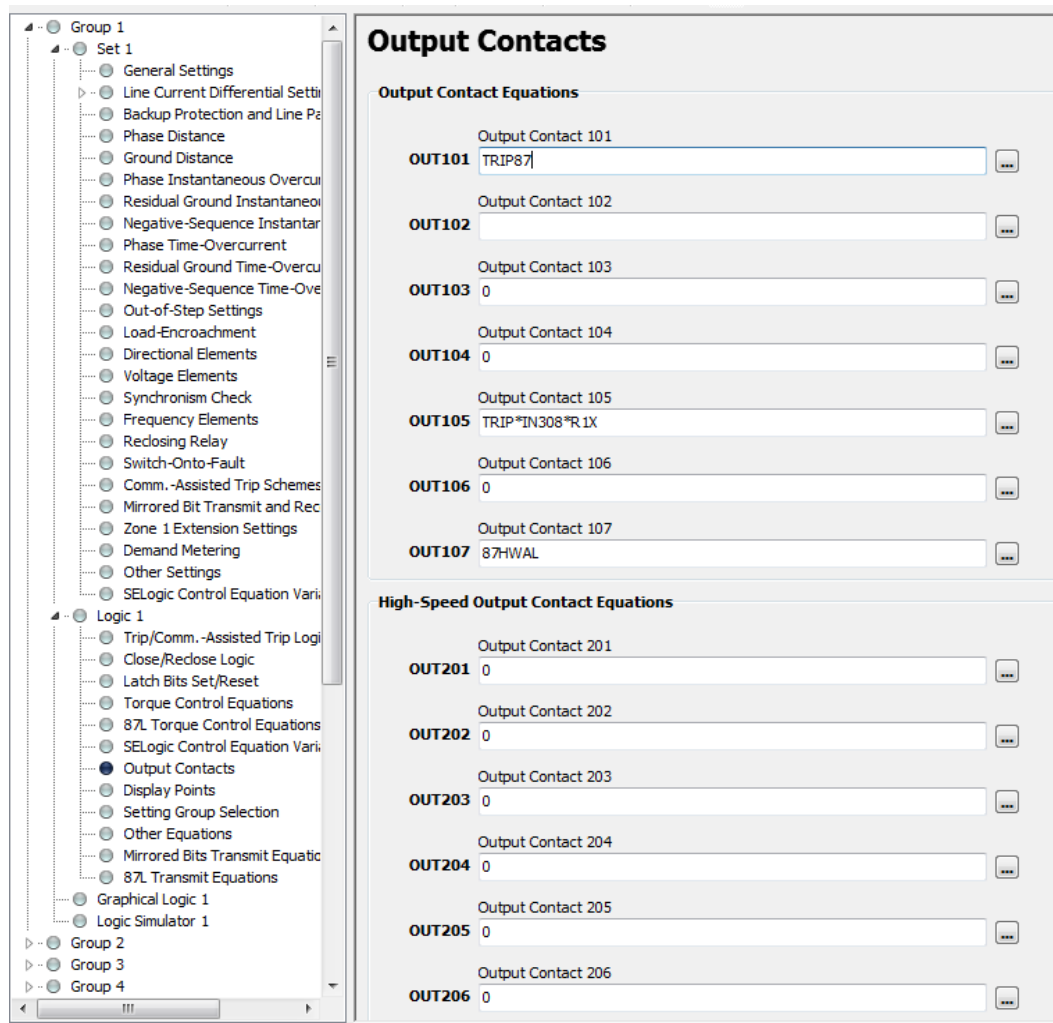 Group 1
Set 1
General Settings
Line Current Differential Setti
Backup Protection and Line Pa
Phase Distance
Ground Distance
Phase Instantaneous Overcur
Residual Ground Instantaneou
Negative-Sequence Instantar
Phase Time-Overcurrent
Residual Ground Time-Overcu
Negative-Sequence Time-Ove
Out-of-Step Settings
Load-Encroachment
Directional Elements
Voltage Elements
Synchronism Check
Frequency Elements
Reclosing Relay
Switch-Onto-Fault
Comm.-Assisted Trip Schemes
Mirrored Bit Transmit and Rec
Zone 1 Extension Settings
Demand Metering
Other Settings
SELogic Control Equation Vari
Logic 1
Trip/Comm.-Assisted Trip Logi
Close/Reclose Logic
Latch Bits Set/Reset
Torque Control Equations
87L Torque Control Equations
SELogic Control Equation Vari
Output Contacts
Display Points
Setting Group Selection
Other Equations
Mirrored Bits Transmit Equatic
87L Transmit Equations
Graphical Logic 1
Logic Simulator 1
Group 2
Group 3
Group 4
Output Contacts
Output Contact Equations
Output Contact 101
OUT101 TRIP87 ...
Output Contact 102
OUT102 ...
Output Contact 103
OUT103 0 ...
Output Contact 104
OUT104 0 ...
Output Contact 105
OUT105 TRIP*IN308*R1X ...
Output Contact 106
OUT106 0 ...
Output Contact 107
OUT107 87HWAL ...
High-Speed Output Contact Equations
Output Contact 201
OUT201 0 ...
Output Contact 202
OUT202 0 ...
Output Contact 203
OUT203 0 ...
Output Contact 204
OUT204 0 ...
Output Contact 205
OUT205 0 ...
Output Contact 206
OUT206 0 ...